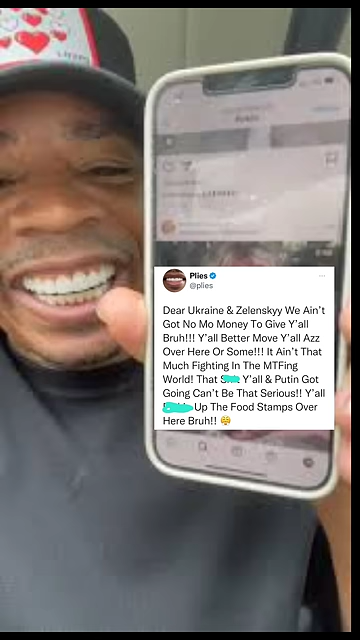 Plies
@plies
Dear Ukraine & Zelenskyy We Ain't
Got No Mo Money To Give Y'all
Bruh!!! Y'all Better Move Y'all Azz
Over Here Or Some!!! It Ain't That
Much Fighting In The MTFing
World! That Y'all & Putin Got
Going Can't Be That Serious!! Y'all
Up The Food Stamps Over
Here Bruh!! 😤